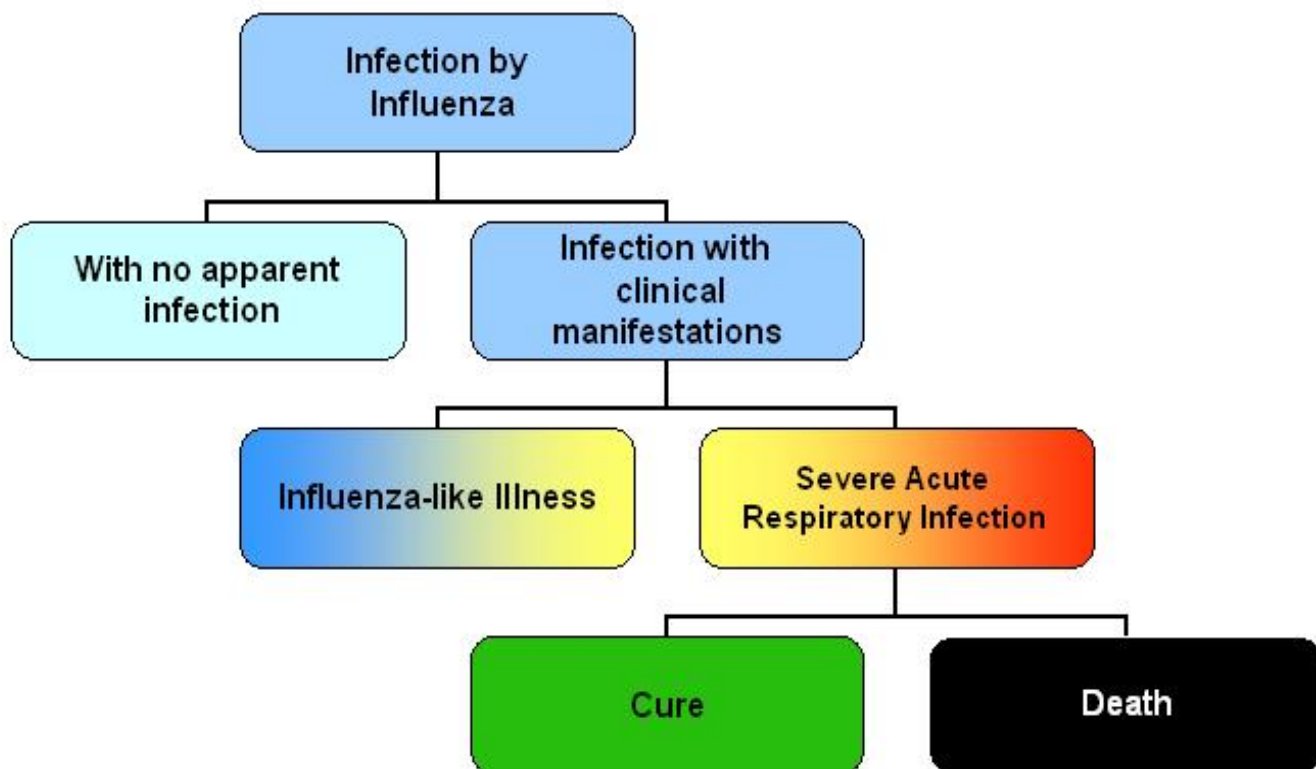 Infection by
Influenza
With no apparent
infection
Infection with
clinical
manifestations
Influenza-like Illness
Severe Acute
Respiratory Infection
Cure
Death